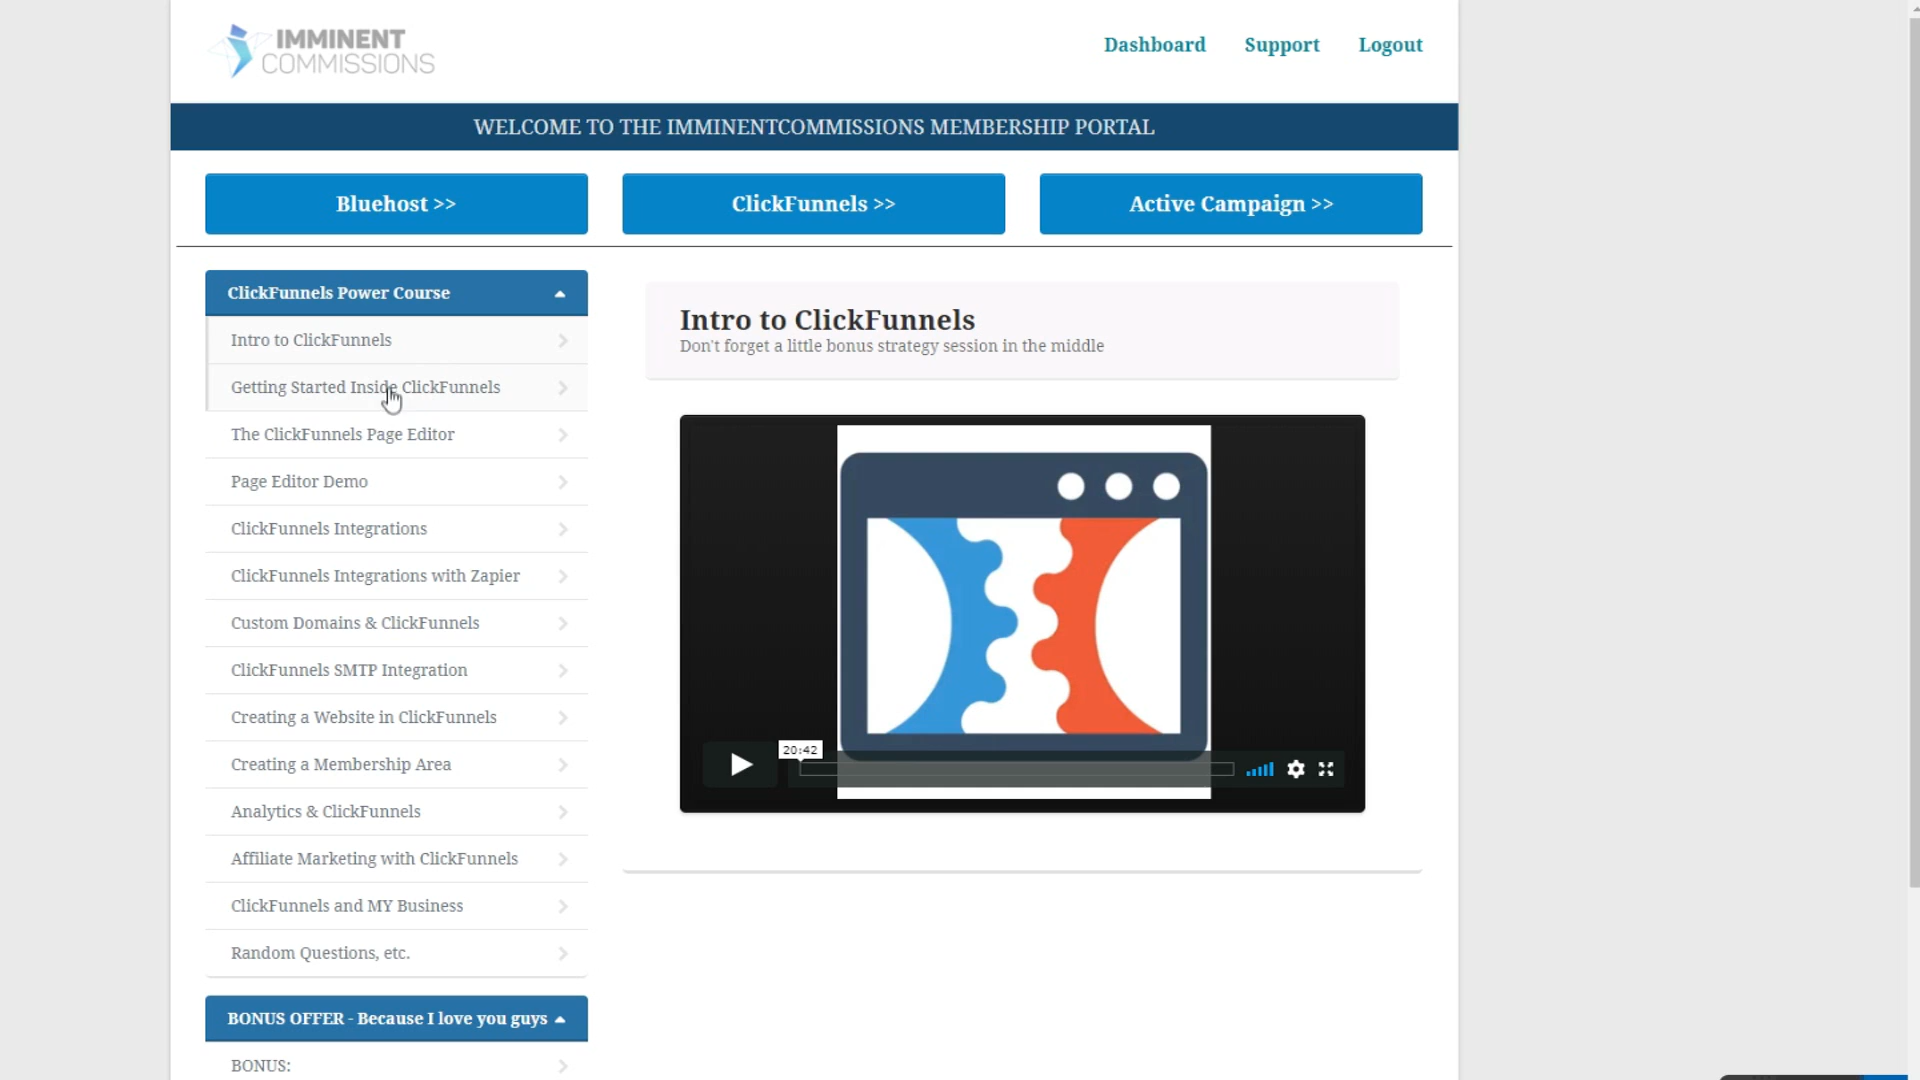 IMMINENT
COMMISSIONS
Dashboard
Support
Logout
WELCOME TO THE IMMINENTCOMMISSIONS MEMBERSHIP PORTAL
Bluehost >>
ClickFunnels >>
Active Campaign >>
ClickFunnels Power Course
Intro to ClickFunnels
Getting Started Inside ClickFunnels
The ClickFunnels Page Editor
Page Editor Demo
ClickFunnels Integrations
ClickFunnels Integrations with Zapier
Custom Domains & ClickFunnels
ClickFunnels SMTP Integration
Creating a Website in ClickFunnels
Creating a Membership Area
Analytics & ClickFunnels
Affiliate Marketing with ClickFunnels
ClickFunnels and MY Business
Random Questions, etc.
BONUS OFFER - Because I love you guys
BONUS:
Intro to ClickFunnels
Don't forget a little bonus strategy session in the middle
20:42